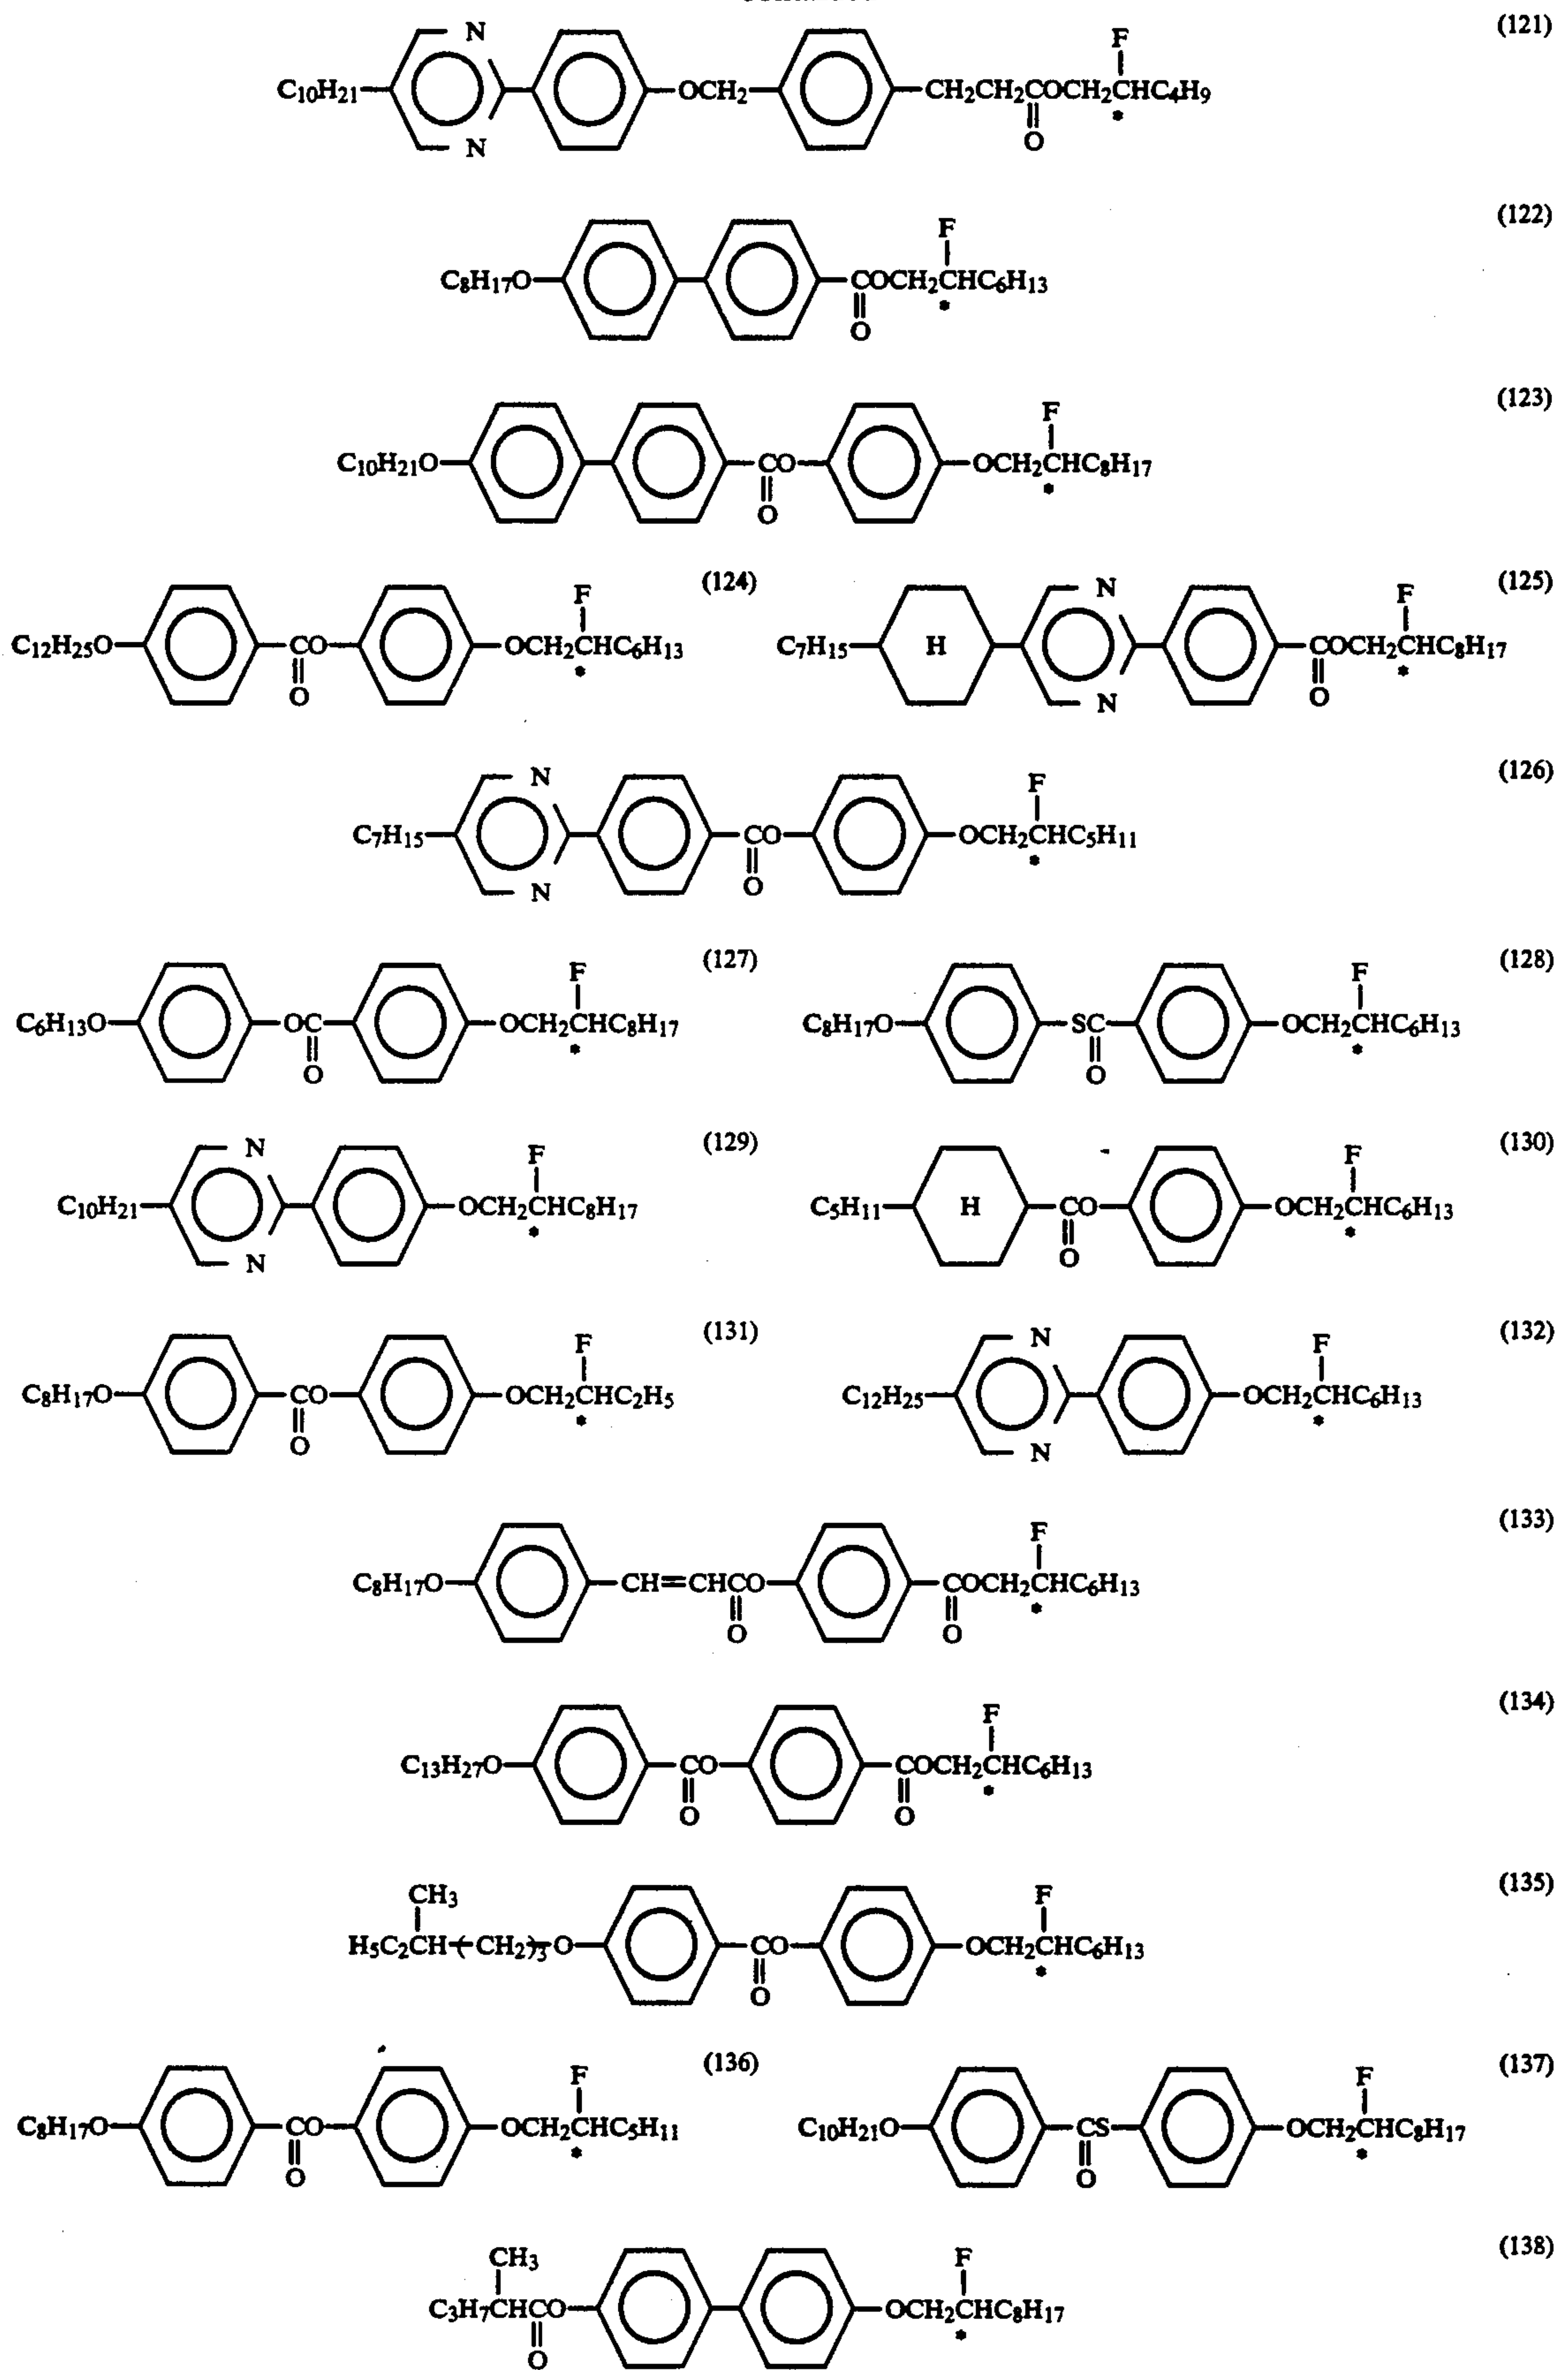 (121)
C10H21 N N OCH2 CH2CH2COCH2CHC4H9 O F *
(122)
C8H17O COCH2CHC6H13 O F *
(123)
C10H21O CO O OCH2CHC8H17 F *
(124)
C12H25O CO O OCH2CHC6H13 F *
(125)
C7H15 H N N COCH2CHC8H17 O F *
(126)
C7H15 N N CO O OCH2CHC5H11 F *
(127)
C6H13O OC O OCH2CHC8H17 F *
(128)
C8H17O SC O OCH2CHC6H13 F *
(129)
C10H21 N N OCH2CHC8H17 F *
(130)
C5H11 H CO O OCH2CHC6H13 F *
(131)
C8H17O CO O OCH2CHC2H5 F *
(132)
C12H25 N N OCH2CHC6H13 F *
(133)
C8H17O CH=CHCO O COCH2CHC6H13 O F *
(134)
C13H27O CO O COCH2CHC6H13 O F *
(135)
CH3 H5C2CH(CH2)3O CO O OCH2CHC6H13 F *
(136)
C8H17O CO O OCH2CHC5H11 F *
(137)
C10H21O CS O OCH2CHC8H17 F *
(138)
CH3 C3H7CHCO O OCH2CHC8H17 F *